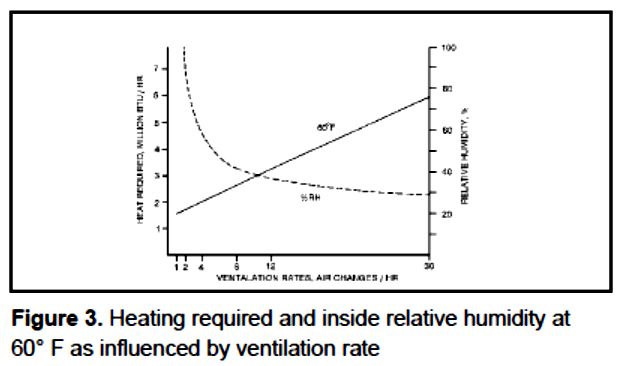 HEAT REQUIRED, MILLION BTU / HR
7
6
5
4
3
2
1
60°F
% RH
100
80
60
40
20
RELATIVE HUMIDITY, %
1 2 4 8 12 30
VENTALATION RATES, AIR CHANGES / HR
Figure 3. Heating required and inside relative humidity at
60° F as influenced by ventilation rate